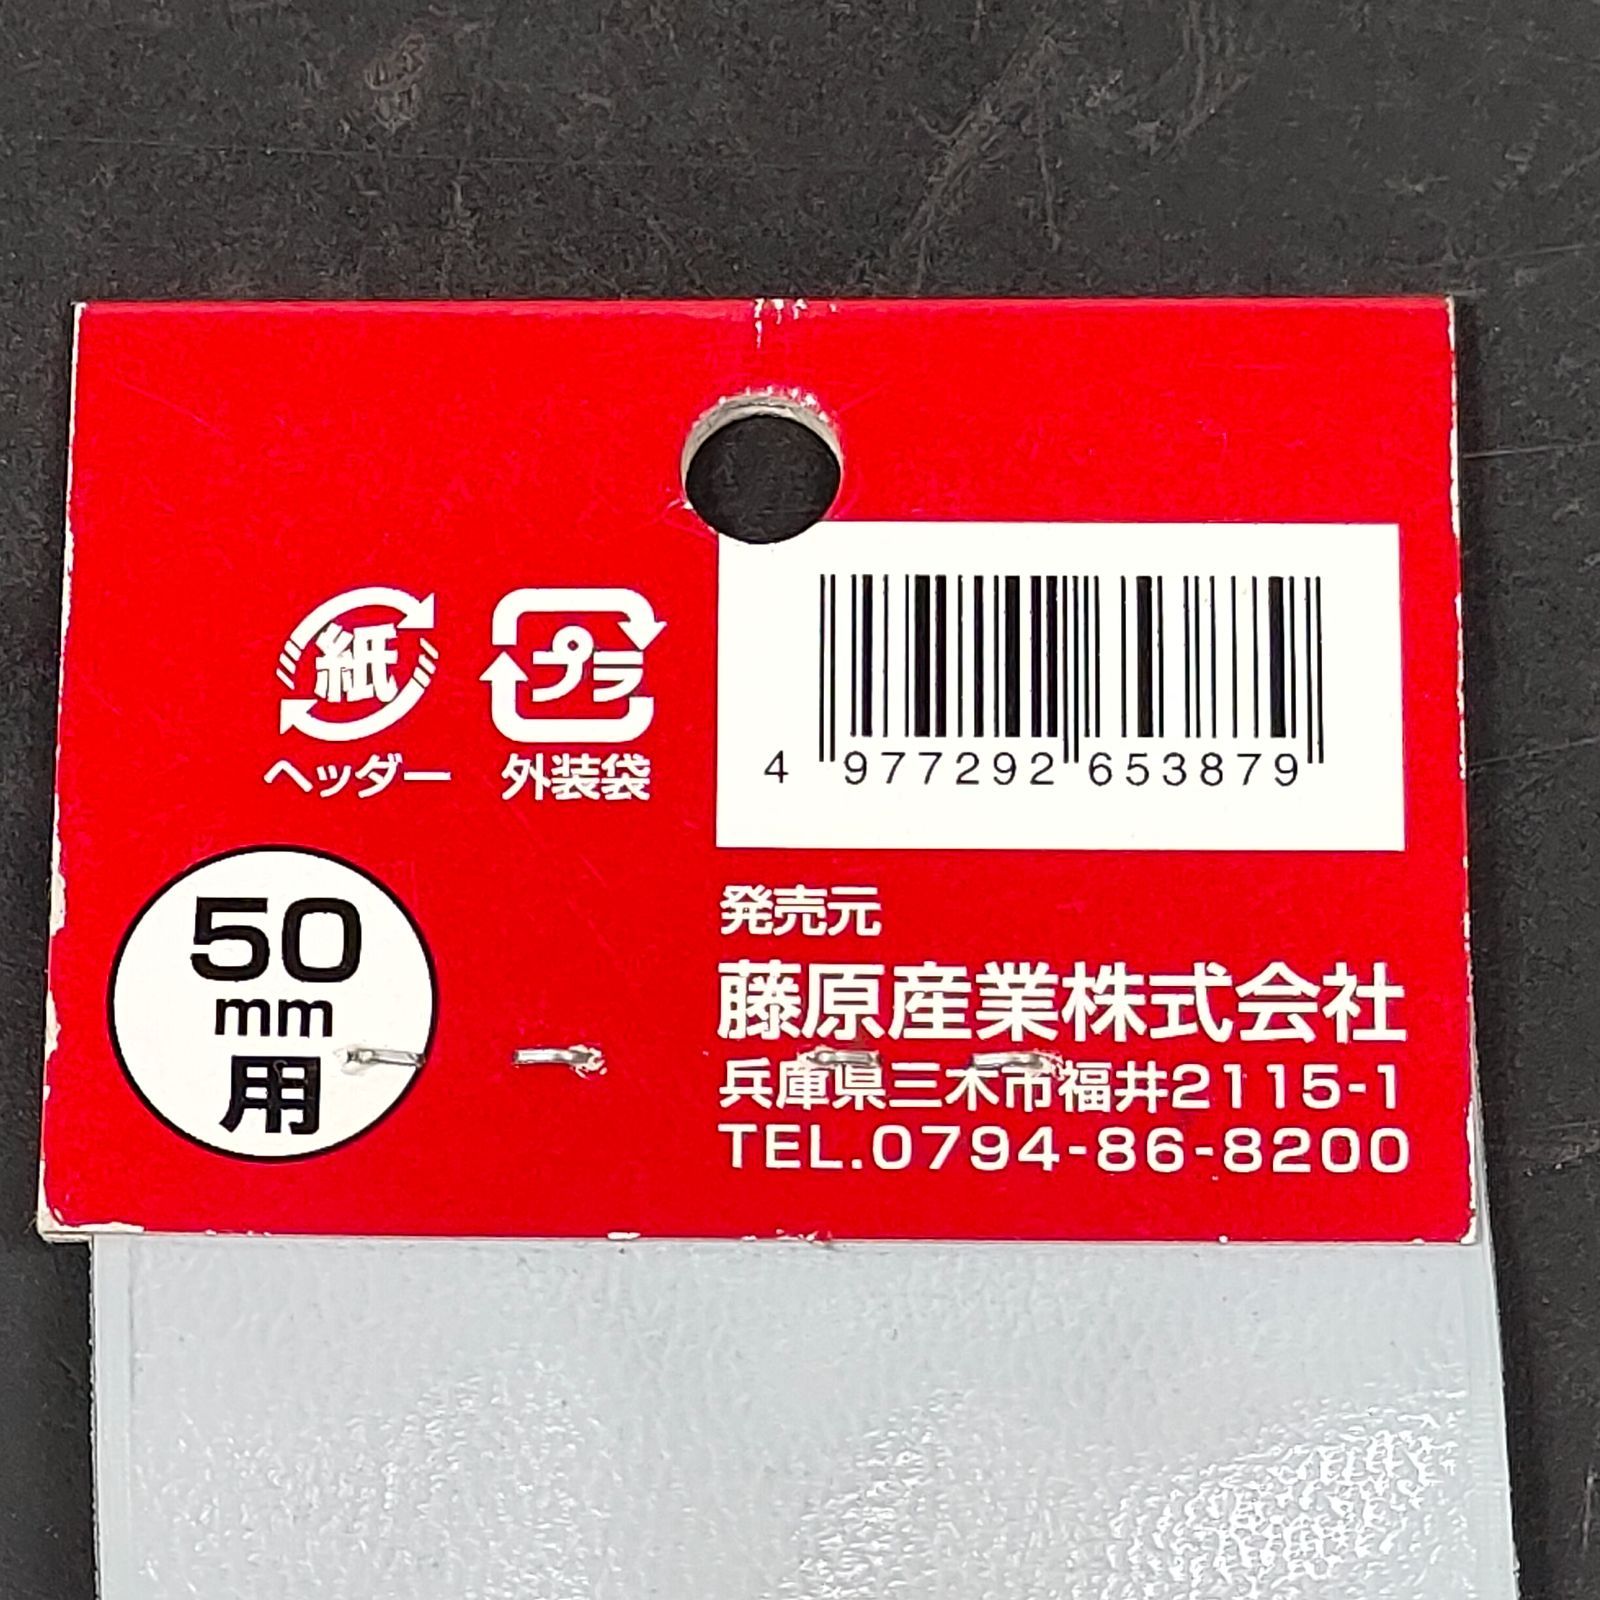 紙
プラ
ヘッダー
外装袋
4 977292 653879
50
mm
用
発売元
藤原産業株式会社
兵庫県三木市福井2115-1
TEL.0794-86-8200